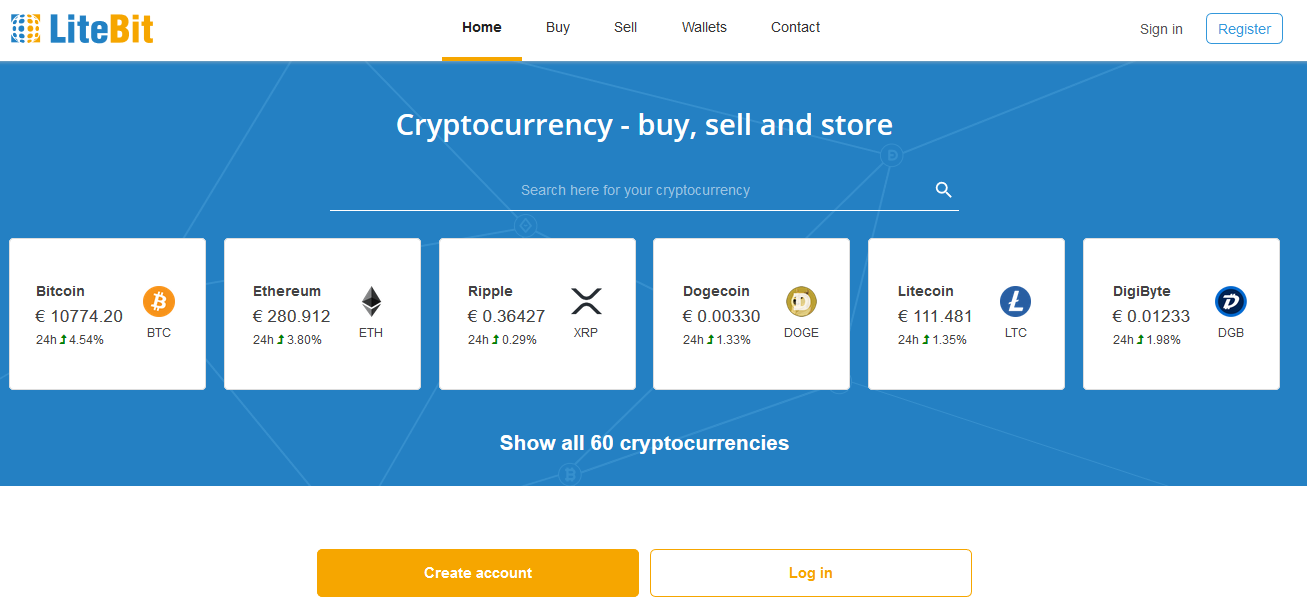 LiteBit
Home Buy Sell Wallets Contact
Sign in Register
Cryptocurrency - buy, sell and store
Search here for your cryptocurrency
Bitcoin
€ 10774.20
24h 4.54%
BTC
Ethereum
€ 280.912
24h 3.80%
ETH
Ripple
€ 0.36427
24h 0.29%
XRP
Dogecoin
€ 0.00330
24h 1.33%
DOGE
Litecoin
€ 111.481
24h 1.35%
LTC
DigiByte
€ 0.01233
24h 1.98%
DGB
Show all 60 cryptocurrencies
Create account Log in